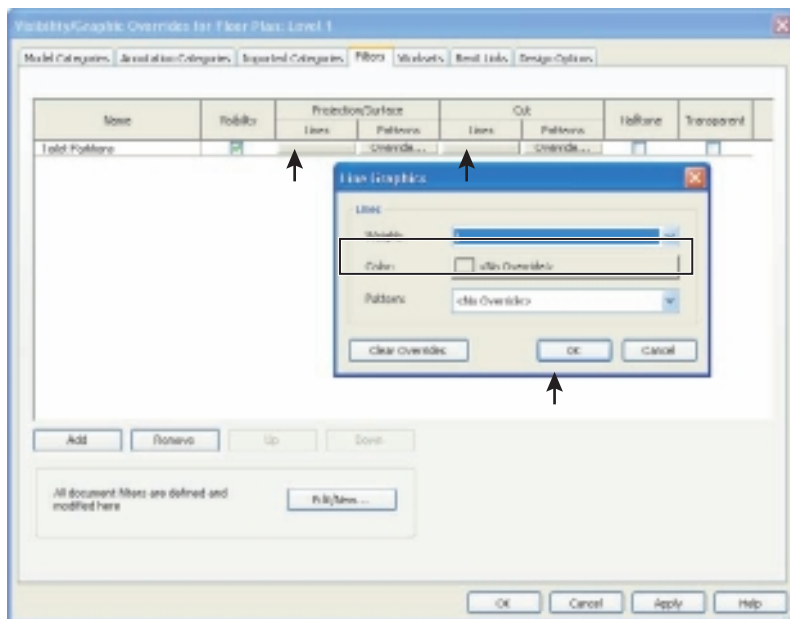 Visibility/Graphic Overrides for Floor Plan: Level 1
Model Categories Annotation Categories Imported Categories Filters Worksets Revit Links Design Options
Name Visibility Projection/Surface Cut Halftone Transparent
Lines Patterns Lines Patterns
Toilet Partitions Override... Override...
Line Graphics
Lines
Weight:
Color: <No Override>
Pattern: <No Override>
Clear Overrides OK Cancel
Add Remove Up Down
All document filters are defined and
modified here
Edit/New...
OK Cancel Apply Help